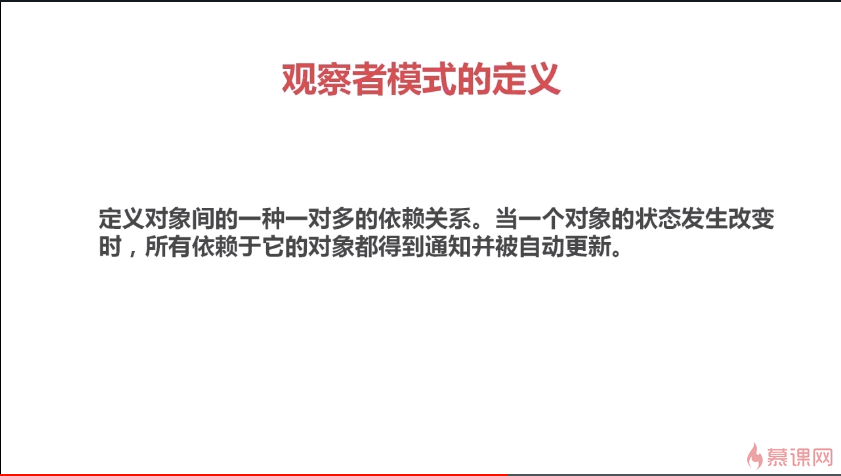 观察者模式的定义
定义对象间的一种一对多的依赖关系。当一个对象的状态发生改变
时，所有依赖于它的对象都得到通知并被自动更新。
慕课网